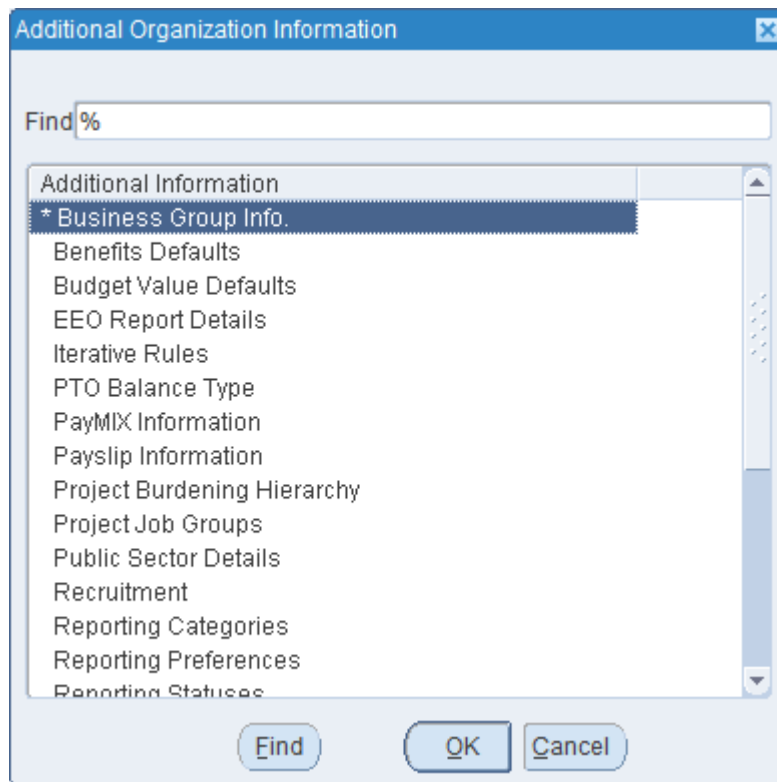 Additional Organization Information
Find %
Additional Information
* Business Group Info.
Benefits Defaults
Budget Value Defaults
EEO Report Details
Iterative Rules
PTO Balance Type
PayMIX Information
Payslip Information
Project Burdening Hierarchy
Project Job Groups
Public Sector Details
Recruitment
Reporting Categories
Reporting Preferences
Reporting Statuses
Find OK Cancel